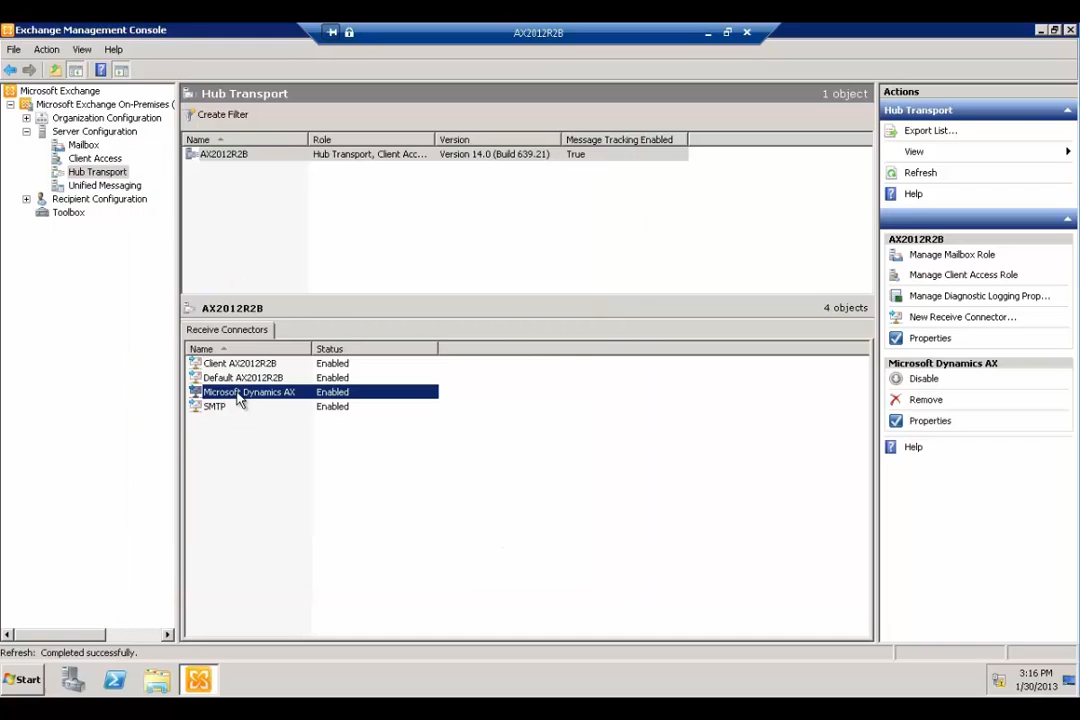 Exchange Management Console
AX2012R2B
File Action View Help
Microsoft Exchange
Microsoft Exchange On-Premises (
Organization Configuration
Server Configuration
Mailbox
Client Access
Hub Transport
Unified Messaging
Recipient Configuration
Toolbox
Hub Transport 1 object
Create Filter
Name Role Version Message Tracking Enabled
AX2012R2B Hub Transport, Client Acc... Version 14.0 (Build 639.21) True
AX2012R2B 4 objects
Receive Connectors
Name Status
Client AX2012R2B Enabled
Default AX2012R2B Enabled
Microsoft Dynamics AX Enabled
SMTP Enabled
Actions
Hub Transport
Export List...
View
Refresh
Help
AX2012R2B
Manage Mailbox Role
Manage Client Access Role
Manage Diagnostic Logging Prop...
New Receive Connector...
Properties
Microsoft Dynamics AX
Disable
Remove
Properties
Help
Refresh: Completed successfully.
Start
3:16 PM
1/30/2013